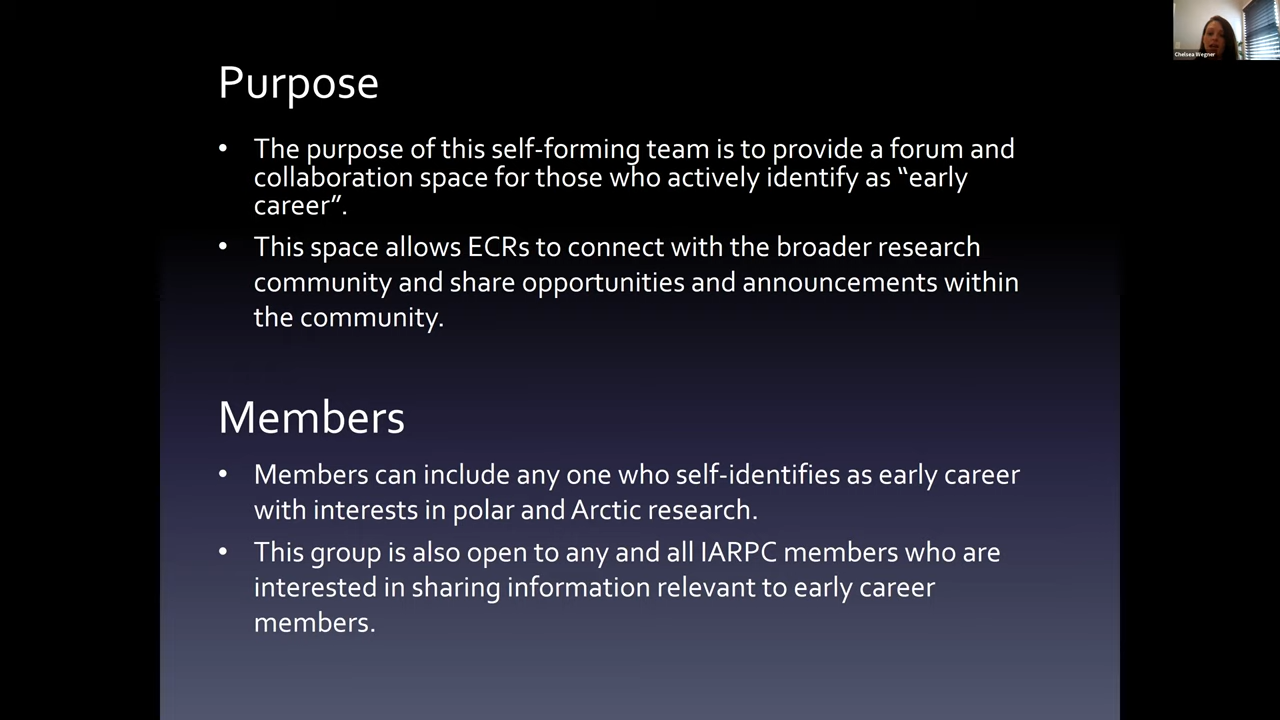 Chelsea Wegner
Purpose
• The purpose of this self-forming team is to provide a forum and
collaboration space for those who actively identify as “early
career”.
• This space allows ECRs to connect with the broader research
community and share opportunities and announcements within
the community.
Members
• Members can include any one who self-identifies as early career
with interests in polar and Arctic research.
• This group is also open to any and all IARPC members who are
interested in sharing information relevant to early career
members.